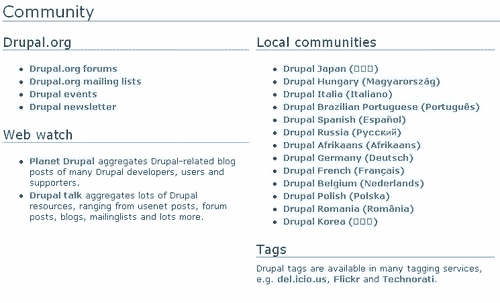 Community
Drupal.org
Drupal.org forums
Drupal.org mailing lists
Drupal events
Drupal newsletter
Web watch
Planet Drupal aggregates Drupal-related blog
posts of many Drupal developers, users and
supporters.
Drupal talk aggregates lots of Drupal
resources, ranging from usenet posts, forum
posts, blogs, mailinglists and lots more.
Local communities
Drupal Japan (□□□)
Drupal Hungary (Magyarország)
Drupal Italia (Italiano)
Drupal Brazilian Portuguese (Português)
Drupal Spanish (Español)
Drupal Russia (Русский)
Drupal Afrikaans (Afrikaans)
Drupal Germany (Deutsch)
Drupal French (Français)
Drupal Belgium (Nederlands)
Drupal Polish (Polska)
Drupal Romania (România)
Drupal Korea (□□□)
Tags
Drupal tags are available in many tagging services,
e.g. del.icio.us, Flickr and Technorati.